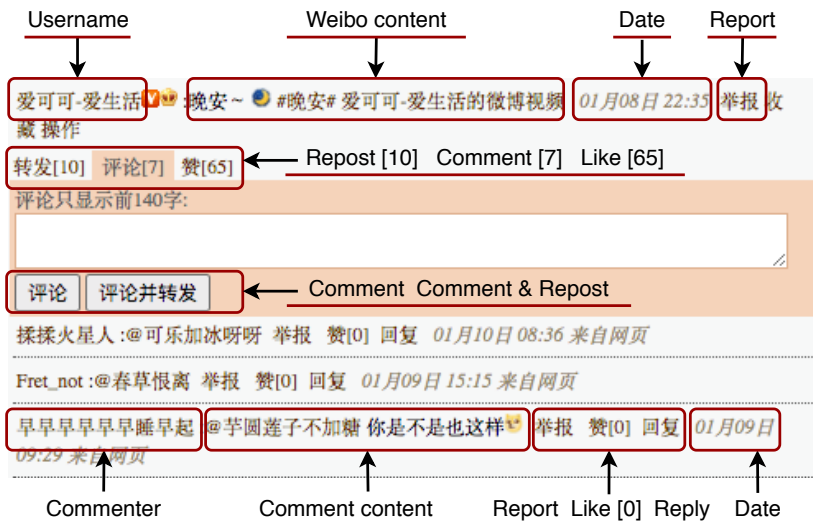 Username Weibo content Date Report
爱可可-爱生活 :晚安~ #晚安# 爱可可-爱生活的微博视频 01月08日 22:35 举报 收
藏 操作
转发[10] 评论[7] 赞[65] Repost [10] Comment [7] Like [65]
评论只显示前140字:
评论 评论并转发 Comment Comment & Repost
揉揉火星人 :@可乐加冰呀呀 举报 赞[0] 回复 01月10日 08:36 来自网页
Fret_not :@春草恨离 举报 赞[0] 回复 01月09日 15:15 来自网页
早早早早早早睡早起 @芋圆莲子不加糖 你是不是也这样 举报 赞[0] 回复 01月09日
09:29 来自网页
Commenter Comment content Report Like [0] Reply Date